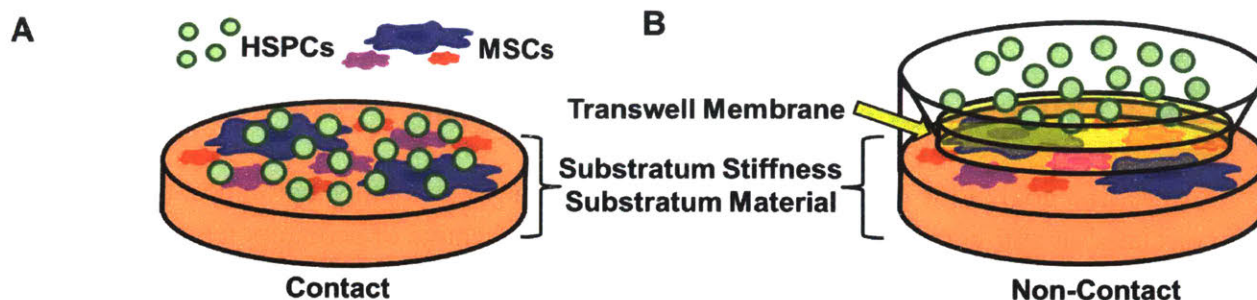 A
HSPCs
MSCs
B
Transwell Membrane
Substratum Stiffness
Substratum Material
Contact
Non-Contact